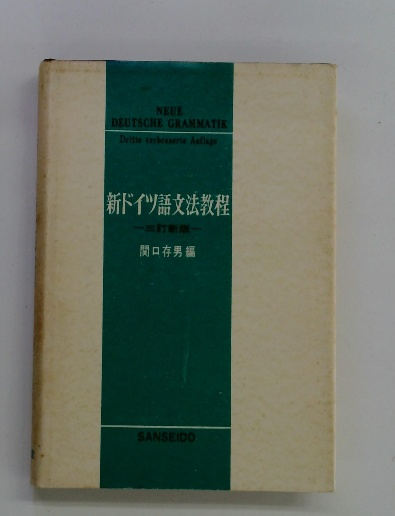 NEUE
DEUTSCHE GRAMMATIK
Dritte verbesserte Auflage
新ドイツ語文法教程
―三訂新版―
関口存男編
SANSEIDO